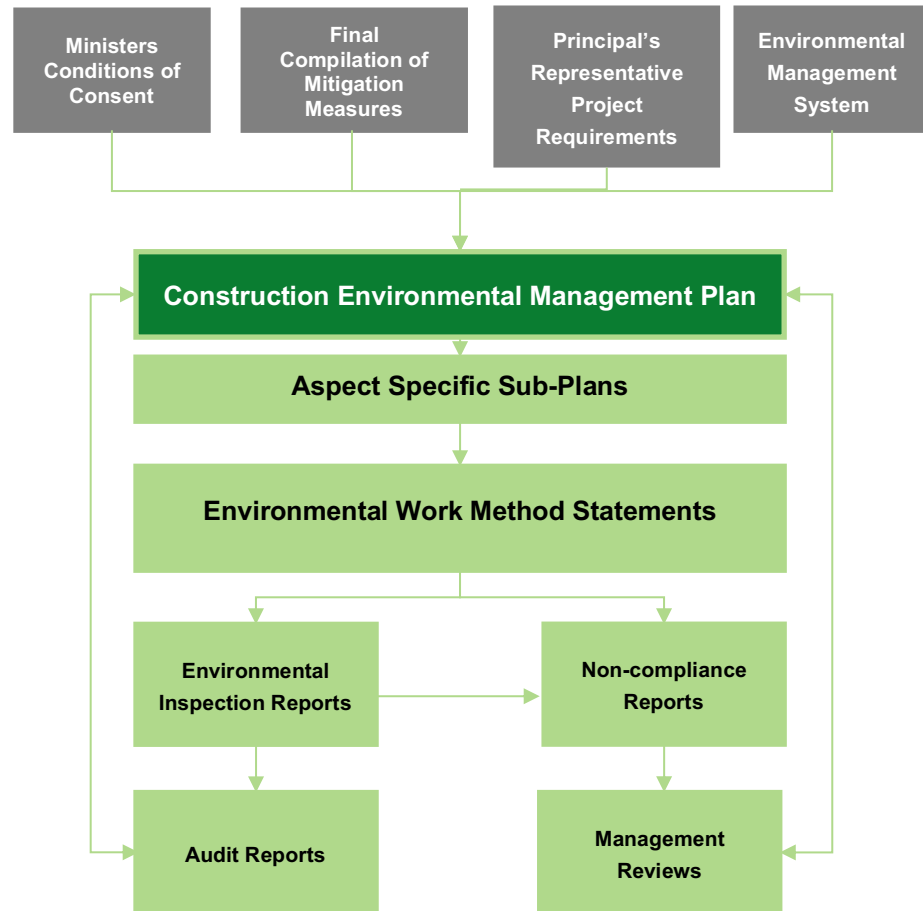 Ministers
Conditions of
Consent
Final
Compilation of
Mitigation
Measures
Principal’s
Representative
Project
Requirements
Environmental
Management
System
Construction Environmental Management Plan
Aspect Specific Sub-Plans
Environmental Work Method Statements
Environmental
Inspection Reports
Non-compliance
Reports
Audit Reports
Management
Reviews